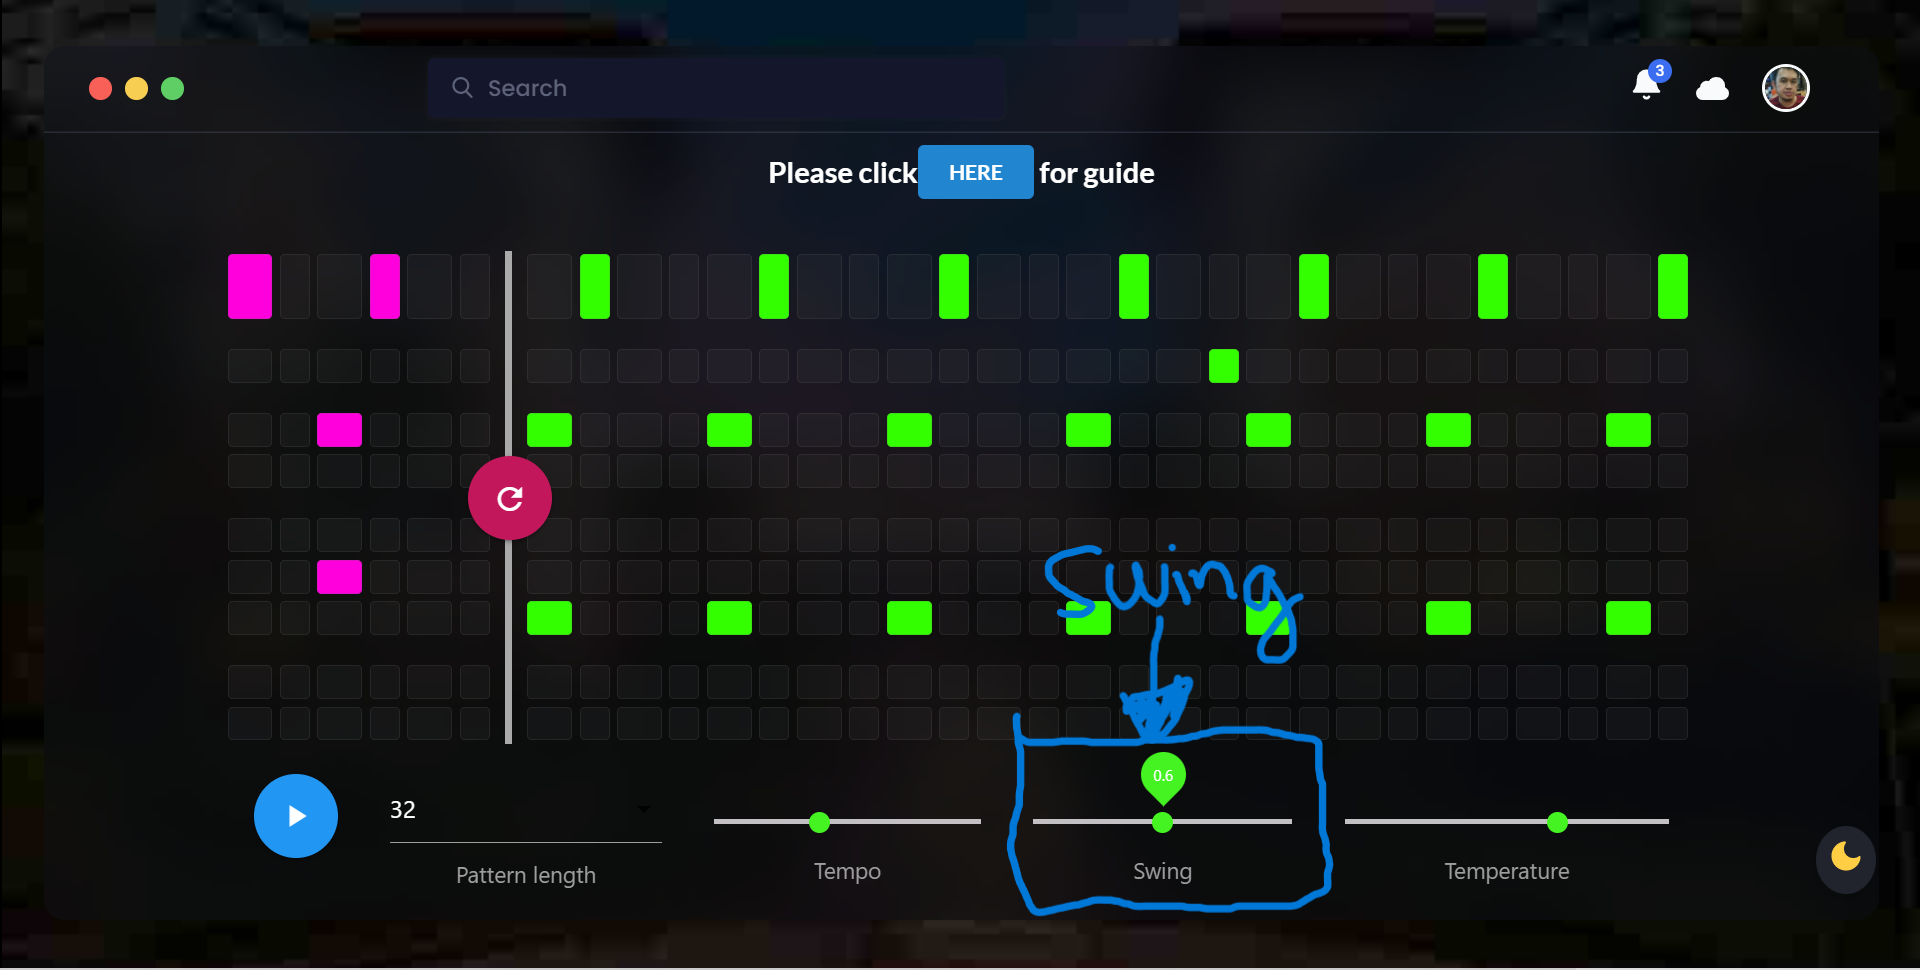 Search
3
Please click HERE for guide
Swing
0.6
32
Pattern length
Tempo
Swing
Temperature